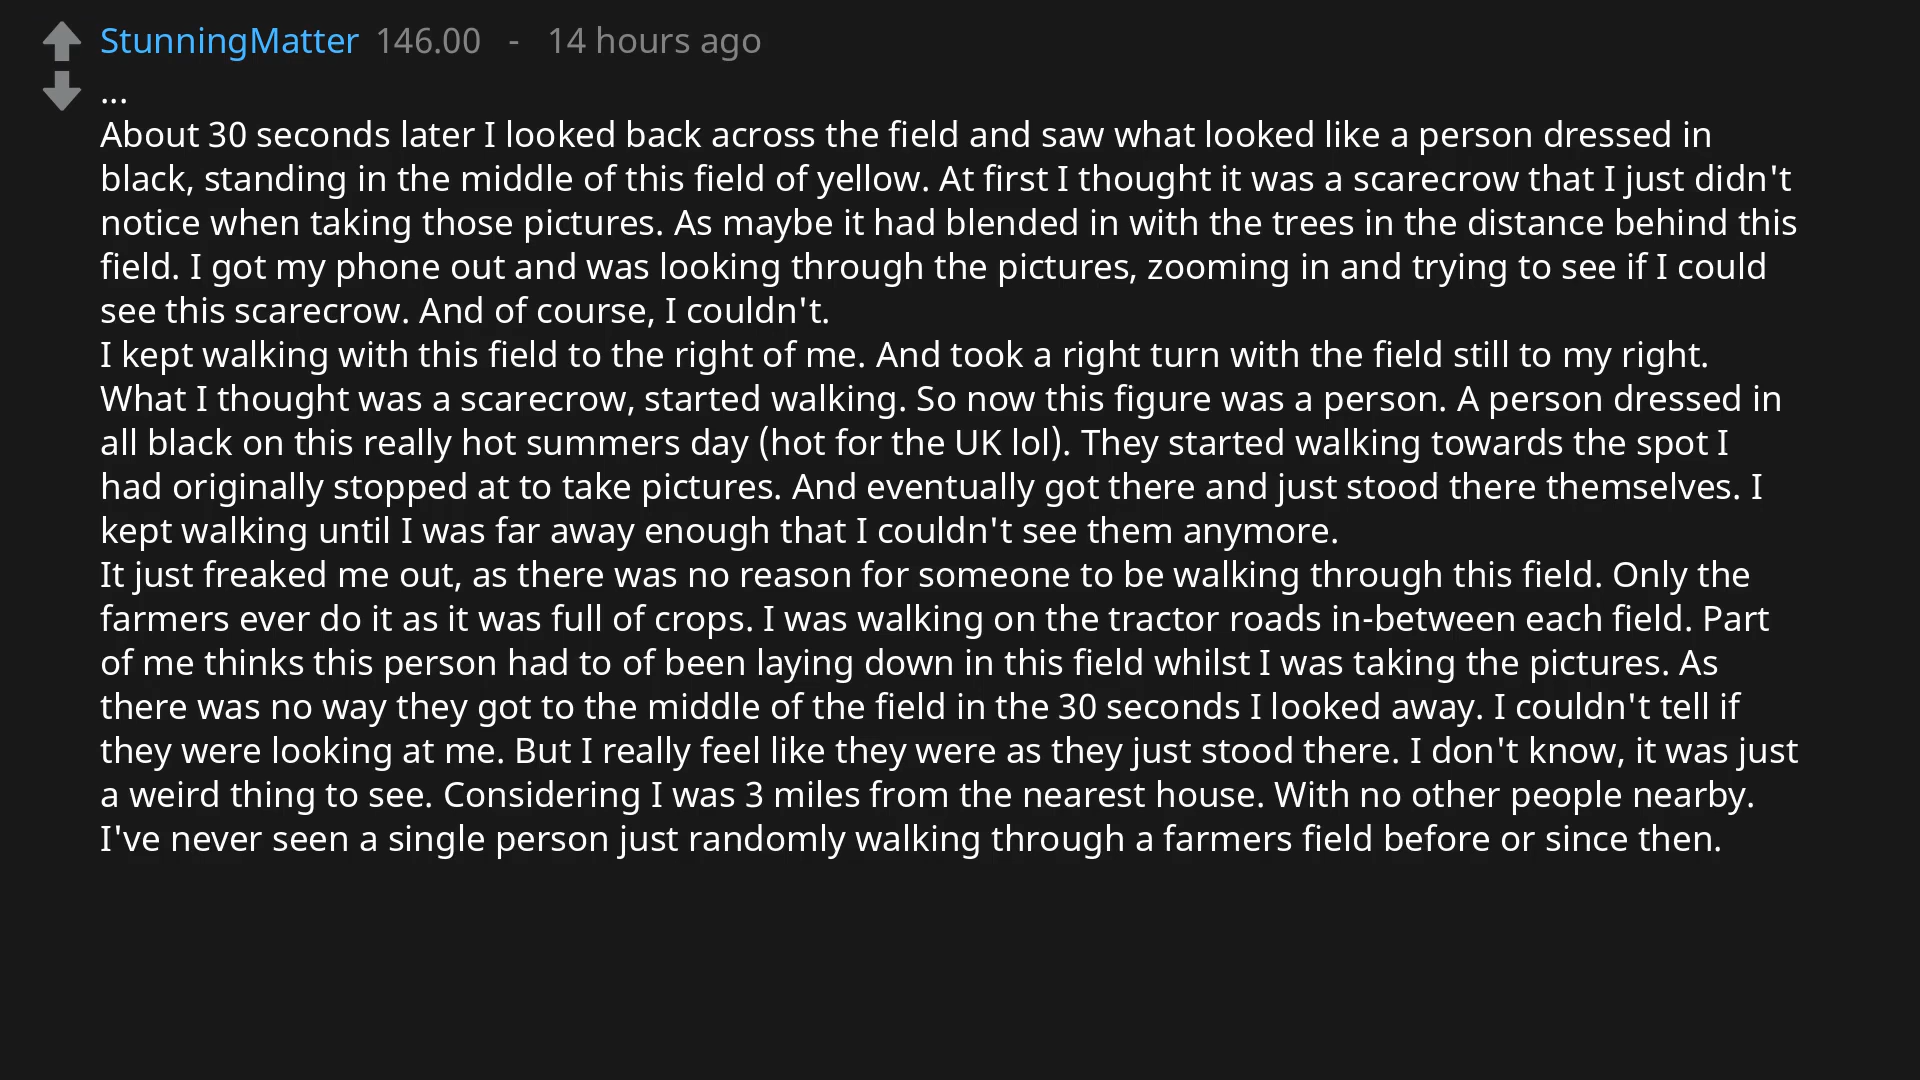 StunningMatter 146.00 - 14 hours ago
...
About 30 seconds later I looked back across the field and saw what looked like a person dressed in
black, standing in the middle of this field of yellow. At first I thought it was a scarecrow that I just didn't
notice when taking those pictures. As maybe it had blended in with the trees in the distance behind this
field. I got my phone out and was looking through the pictures, zooming in and trying to see if I could
see this scarecrow. And of course, I couldn't.
I kept walking with this field to the right of me. And took a right turn with the field still to my right.
What I thought was a scarecrow, started walking. So now this figure was a person. A person dressed in
all black on this really hot summers day (hot for the UK lol). They started walking towards the spot I
had originally stopped at to take pictures. And eventually got there and just stood there themselves. I
kept walking until I was far away enough that I couldn't see them anymore.
It just freaked me out, as there was no reason for someone to be walking through this field. Only the
farmers ever do it as it was full of crops. I was walking on the tractor roads in-between each field. Part
of me thinks this person had to of been laying down in this field whilst I was taking the pictures. As
there was no way they got to the middle of the field in the 30 seconds I looked away. I couldn't tell if
they were looking at me. But I really feel like they were as they just stood there. I don't know, it was just
a weird thing to see. Considering I was 3 miles from the nearest house. With no other people nearby.
I've never seen a single person just randomly walking through a farmers field before or since then.